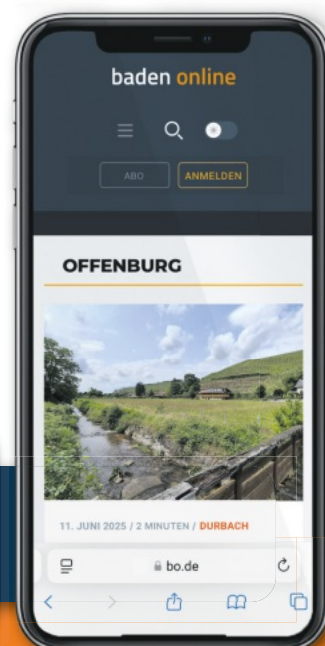 baden online
ABO
ANMELDEN
OFFENBURG
11. JUNI 2025 / 2 MINUTEN / DURBACH
bo.de